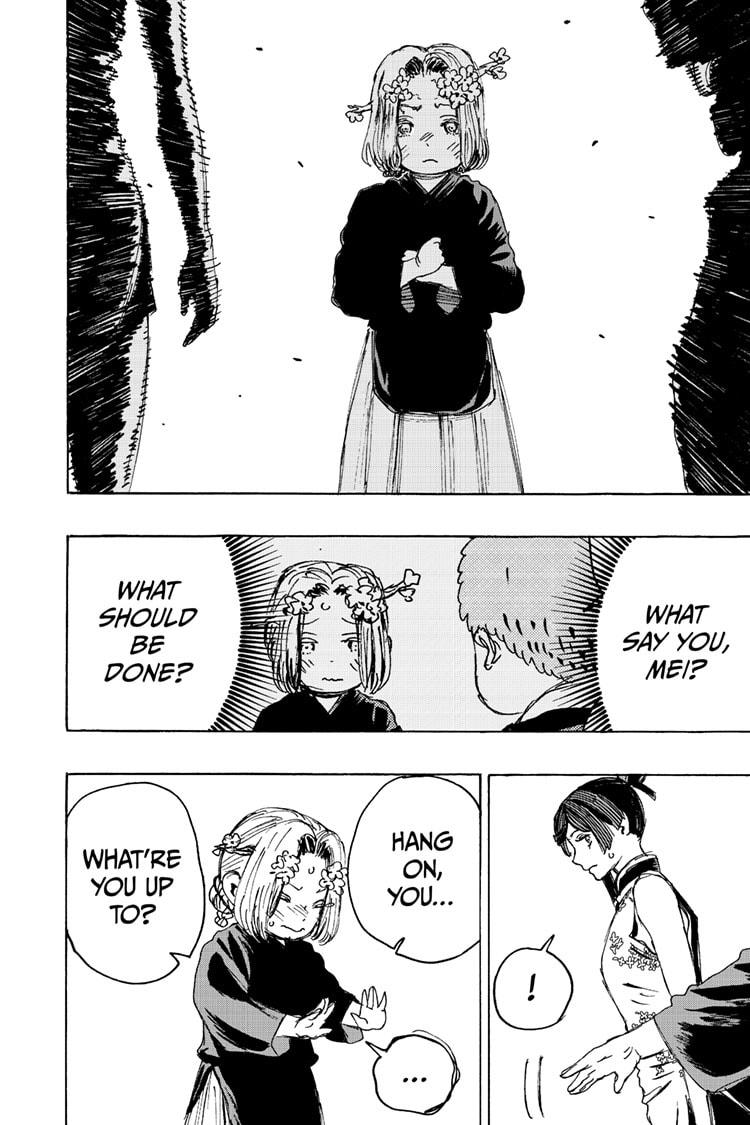 WHAT
SAY YOU,
MEI?
WHAT
SHOULD
BE
DONE?
!
HANG
ON,
YOU...
...
WHAT'RE
YOU UP
TO?